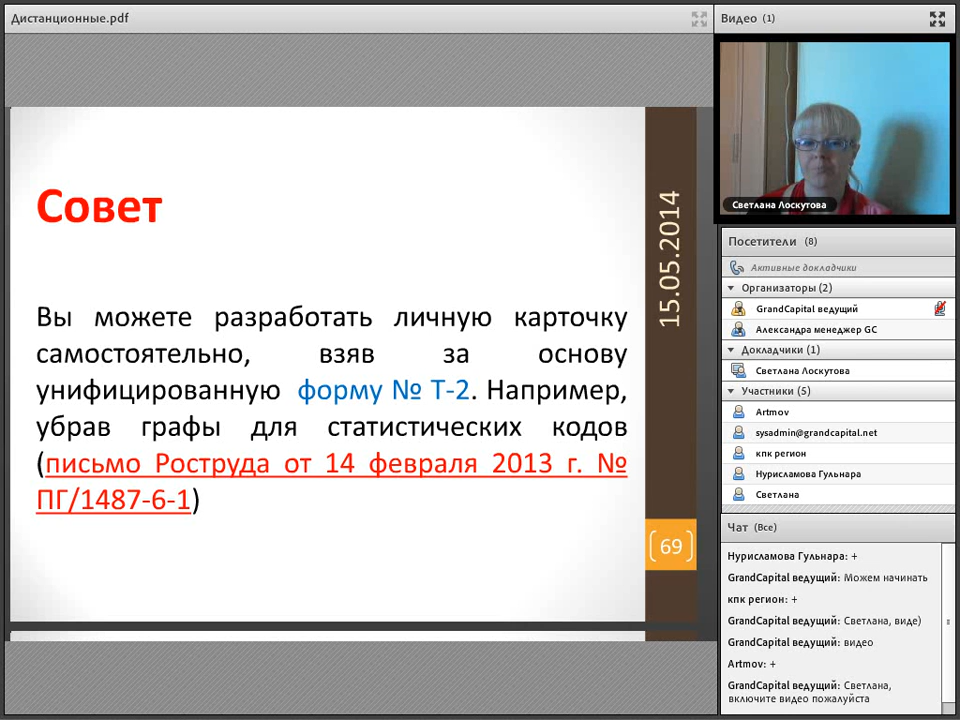 Дистанционные.pdf
Совет
Вы можете разработать личную карточку
самостоятельно, взяв за основу
унифицированную форму № Т-2. Например,
убрав графы для статистических кодов
(письмо Роструда от 14 февраля 2013 г. №
ПГ/1487-6-1)
15.05.2014
69
Видео (1)
Светлана Лоскутова
Посетители (8)
Активные докладчики
Организаторы (2)
GrandCapital ведущий
Александра менеджер GC
Докладчики (1)
Светлана Лоскутова
Участники (5)
Artmov
sysadmin@grandcapital.net
кпк регион
Нурисламова Гульнара
Светлана
Чат (Все)
Нурисламова Гульнара: +
GrandCapital ведущий: Можем начинать
кпк регион: +
GrandCapital ведущий: Светлана, виде)
GrandCapital ведущий: видео
Artmov: +
GrandCapital ведущий: Светлана,
включите видео пожалуйста